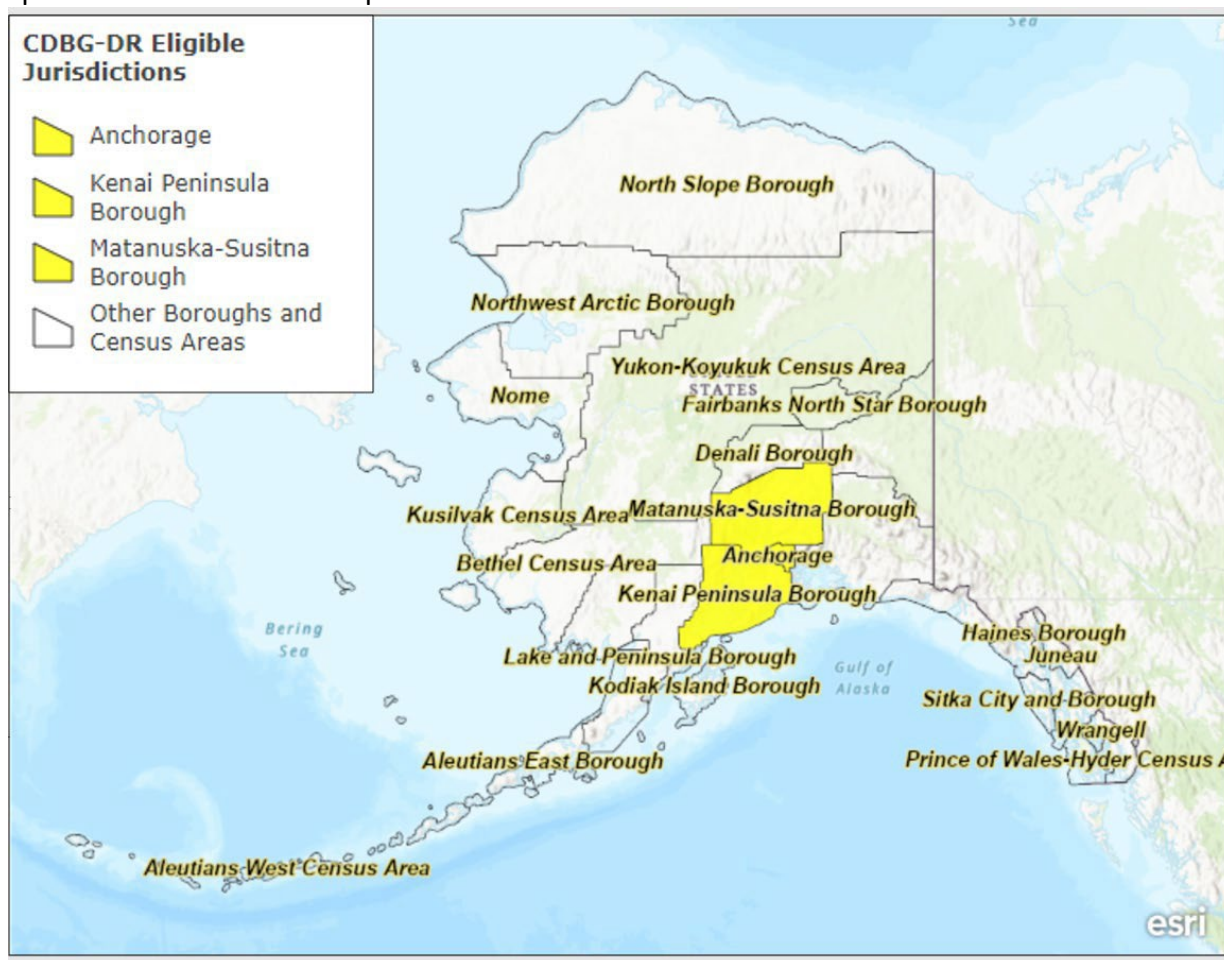 Sea
CDBG-DR Eligible
Jurisdictions
Anchorage
Kenai Peninsula
Borough
Matanuska-Susitna
Borough
Other Boroughs and
Census Areas
North Slope Borough
Northwest Arctic Borough
Yukon-Koyukuk Census Area
STATES
Nome
Fairbanks North Star Borough
Denali Borough
Kusilvak Census Area
Matanuska-Susitna Borough
Anchorage
Bethel Census Area
Kenai Peninsula Borough
Bering
Sea
Haines Borough
Juneau
Lake and Peninsula Borough
Gulf of
Alaska
Kodiak Island Borough
Sitka City and Borough
Wrangell
Aleutians East Borough
Prince of Wales-Hyder Census A
Aleutians West Census Area
esri